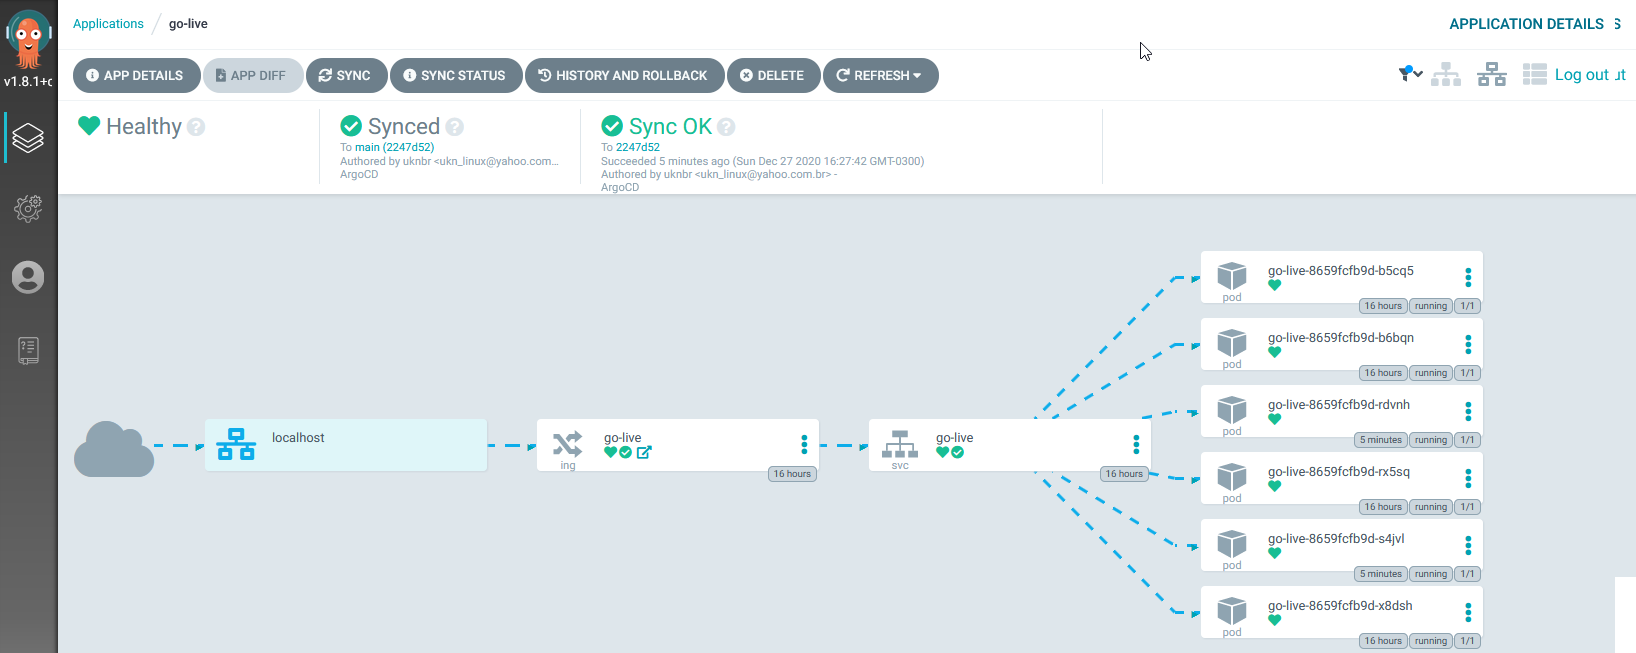 Applications / go-live
APPLICATION DETAILS S
v1.8.1+c
APP DETAILS
APP DIFF
SYNC
SYNC STATUS
HISTORY AND ROLLBACK
DELETE
REFRESH
Log out
Healthy ?
Synced ?
To main (2247d52)
Authored by uknbr <ukn_linux@yahoo.com...
ArgoCD
Sync OK ?
To 2247d52
Succeeded 5 minutes ago (Sun Dec 27 2020 16:27:42 GMT-0300)
Authored by uknbr <ukn_linux@yahoo.com.br> -
ArgoCD
localhost
go-live
ing
16 hours
go-live
svc
16 hours
go-live-8659fcfb9d-b5cq5
pod
16 hours running 1/1
go-live-8659fcfb9d-b6bqn
pod
16 hours running 1/1
go-live-8659fcfb9d-rdvnh
pod
5 minutes running 1/1
go-live-8659fcfb9d-rx5sq
pod
16 hours running 1/1
go-live-8659fcfb9d-s4jvl
pod
5 minutes running 1/1
go-live-8659fcfb9d-x8dsh
pod
16 hours running 1/1